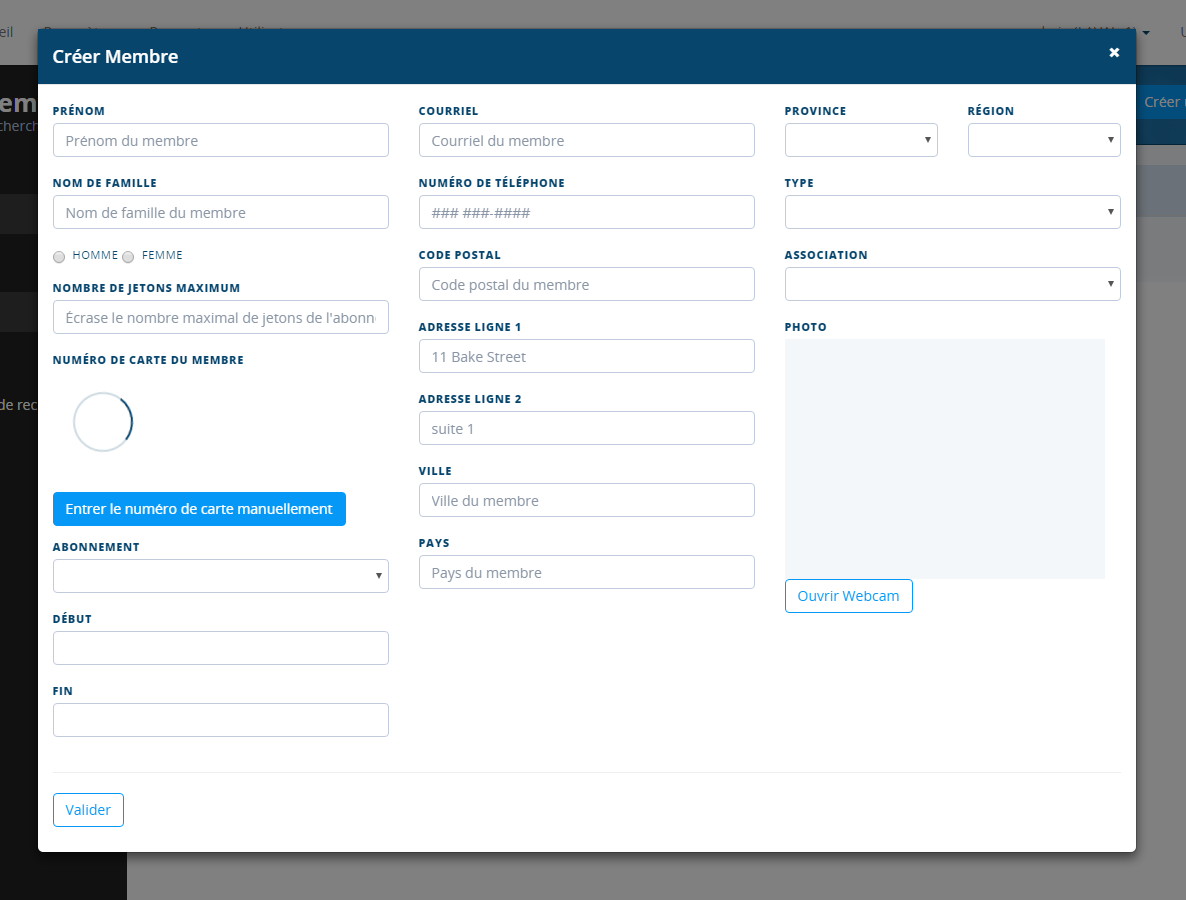 eil
Créer Membre
Créer
PRÉNOM
Prénom du membre
NOM DE FAMILLE
Nom de famille du membre
HOMME FEMME
NOMBRE DE JETONS MAXIMUM
Écrase le nombre maximal de jetons de l'abonn
NUMÉRO DE CARTE DU MEMBRE
Entrer le numéro de carte manuellement
ABONNEMENT
DÉBUT
FIN
COURRIEL
Courriel du membre
NUMÉRO DE TÉLÉPHONE
### ###-####
CODE POSTAL
Code postal du membre
ADRESSE LIGNE 1
11 Bake Street
ADRESSE LIGNE 2
suite 1
VILLE
Ville du membre
PAYS
Pays du membre
PROVINCE RÉGION
TYPE
ASSOCIATION
PHOTO
Ouvrir Webcam
Valider
em
cherch
de rec